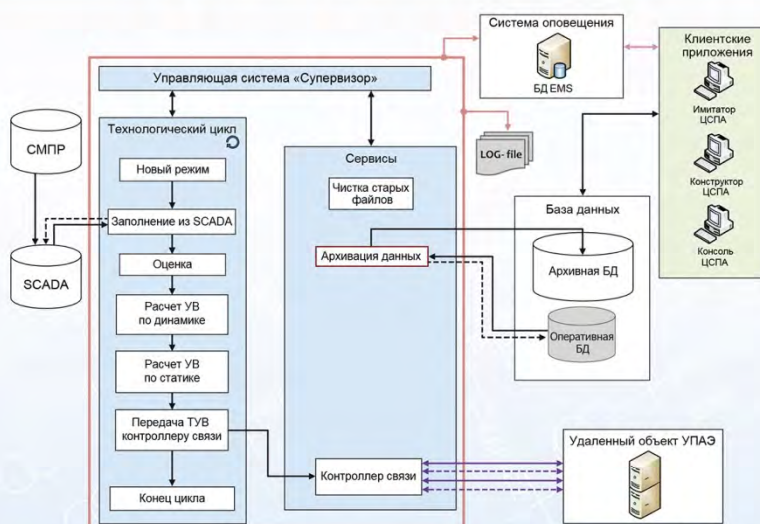 Управляющая система «Супервизор»
Система оповещения
БД EMS
Клиентские
приложения
Имитатор
ЦСПА
Конструктор
ЦСПА
Консоль
ЦСПА
LOG- file
СМПР
SCADA
Технологический цикл
Новый режим
Заполнение из SCADA
Оценка
Расчет УВ
по динамике
Расчет УВ
по статике
Передача ТУВ
контроллеру связи
Конец цикла
Сервисы
Чистка старых
файлов
Архивация данных
Контроллер связи
База данных
Архивная БД
Оперативная
БД
Удаленный объект УПАЭ